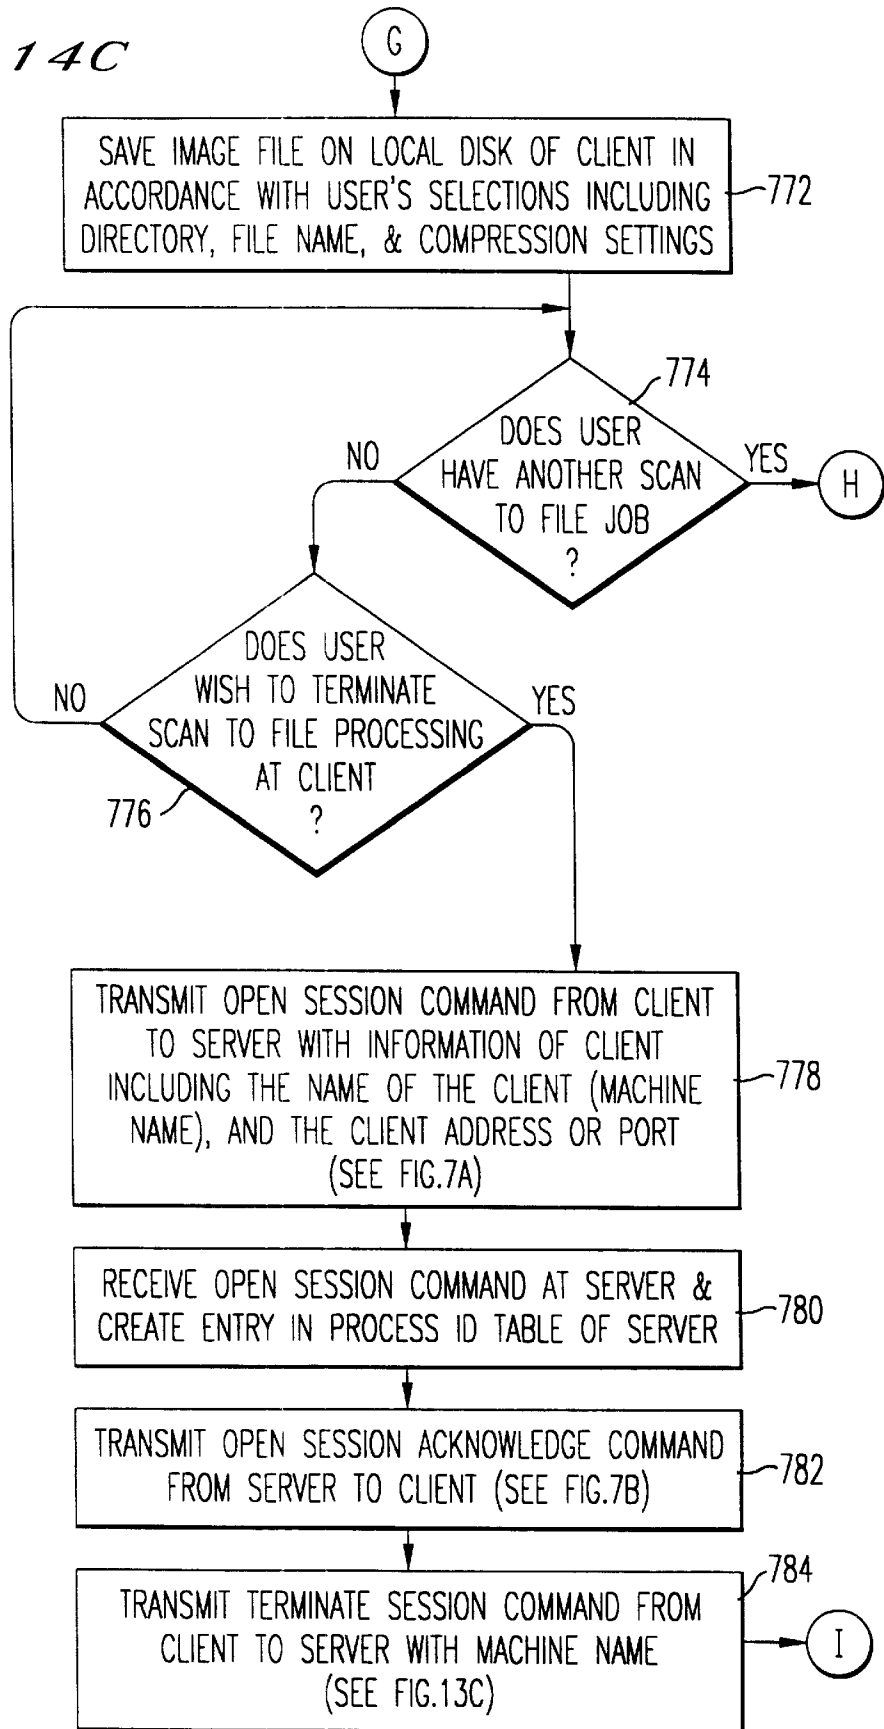 14C
G
SAVE IMAGE FILE ON LOCAL DISK OF CLIENT IN
ACCORDANCE WITH USER'S SELECTIONS INCLUDING
DIRECTORY, FILE NAME, & COMPRESSION SETTINGS
772
774
DOES USER
HAVE ANOTHER SCAN
TO FILE JOB
?
NO
YES
H
DOES USER
WISH TO TERMINATE
SCAN TO FILE PROCESSING
AT CLIENT
?
NO
YES
776
TRANSMIT OPEN SESSION COMMAND FROM CLIENT
TO SERVER WITH INFORMATION OF CLIENT
INCLUDING THE NAME OF THE CLIENT (MACHINE
NAME), AND THE CLIENT ADDRESS OR PORT
(SEE FIG.7A)
778
RECEIVE OPEN SESSION COMMAND AT SERVER &
CREATE ENTRY IN PROCESS ID TABLE OF SERVER
780
TRANSMIT OPEN SESSION ACKNOWLEDGE COMMAND
FROM SERVER TO CLIENT (SEE FIG.7B)
782
784
TRANSMIT TERMINATE SESSION COMMAND FROM
CLIENT TO SERVER WITH MACHINE NAME
(SEE FIG.13C)
I